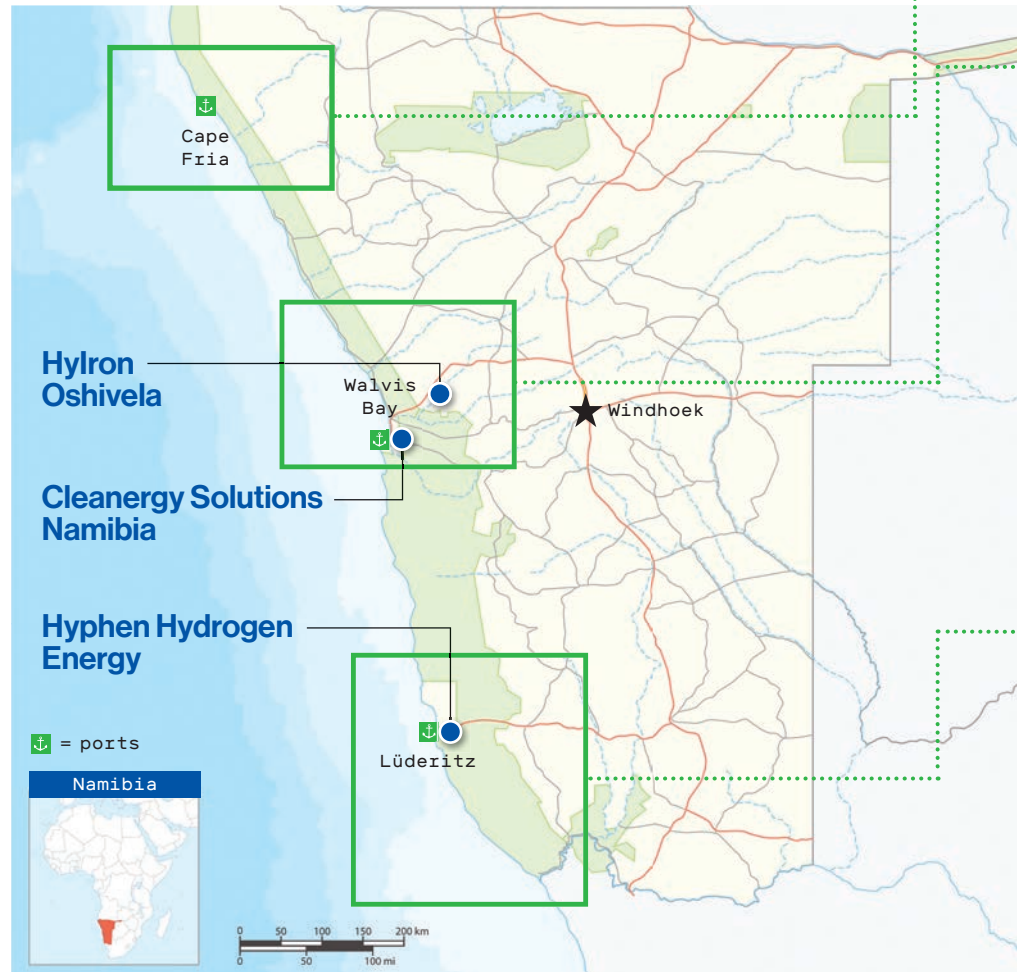 Cape
Fria
HyIron
Oshivela
Walvis
Bay
Windhoek
Cleanergy Solutions
Namibia
Hyphen Hydrogen
Energy
Lüderitz
= ports
Namibia
0 50 100 150 200 km
0 50 100 mi